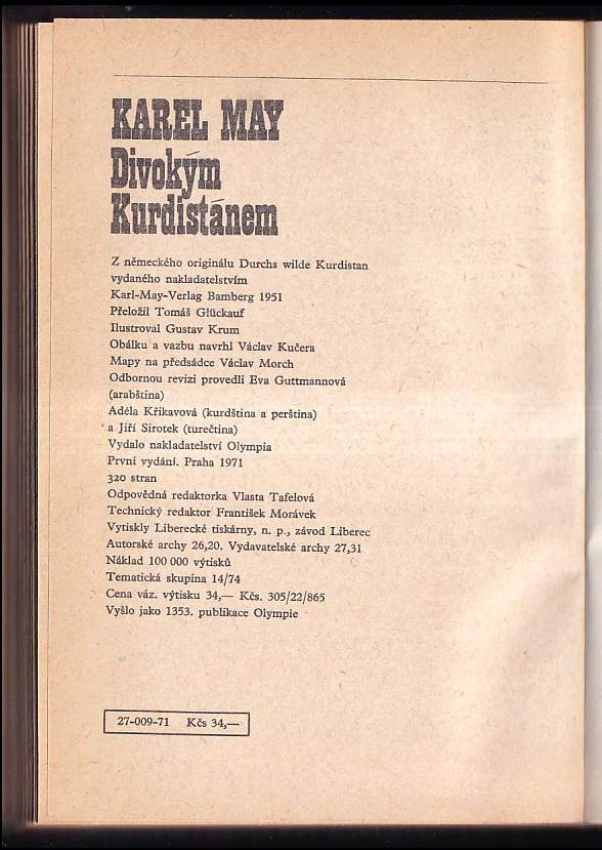 KAREL MAY
Divokým
Kurdistánem
Z německého originálu Durchs wilde Kurdistan
vydaného nakladatelstvím
Karl-May-Verlag Bamberg 1951
Přeložil Tomáš Glückauf
Ilustroval Gustav Krum
Obálku a vazbu navrhl Václav Kučera
Mapy na předsádce Václav Morch
Odbornou revizi provedli Eva Guttmannová
(arabština)
Adéla Křikavová (kurdština a perština)
a Jiří Sirotek (turečtina)
Vydalo nakladatelství Olympia
První vydání. Praha 1971
320 stran
Odpovědná redaktorka Vlasta Tafelová
Technický redaktor František Morávek
Vytiskly Liberecké tiskárny, n. p., závod Liberec
Autorské archy 26,20. Vydavatelské archy 27,31
Náklad 100 000 výtisků
Tematická skupina 14/74
Cena váz. výtisku 34,— Kčs. 305/22/865
Vyšlo jako 1353. publikace Olympie
27-009-71 Kčs 34,—